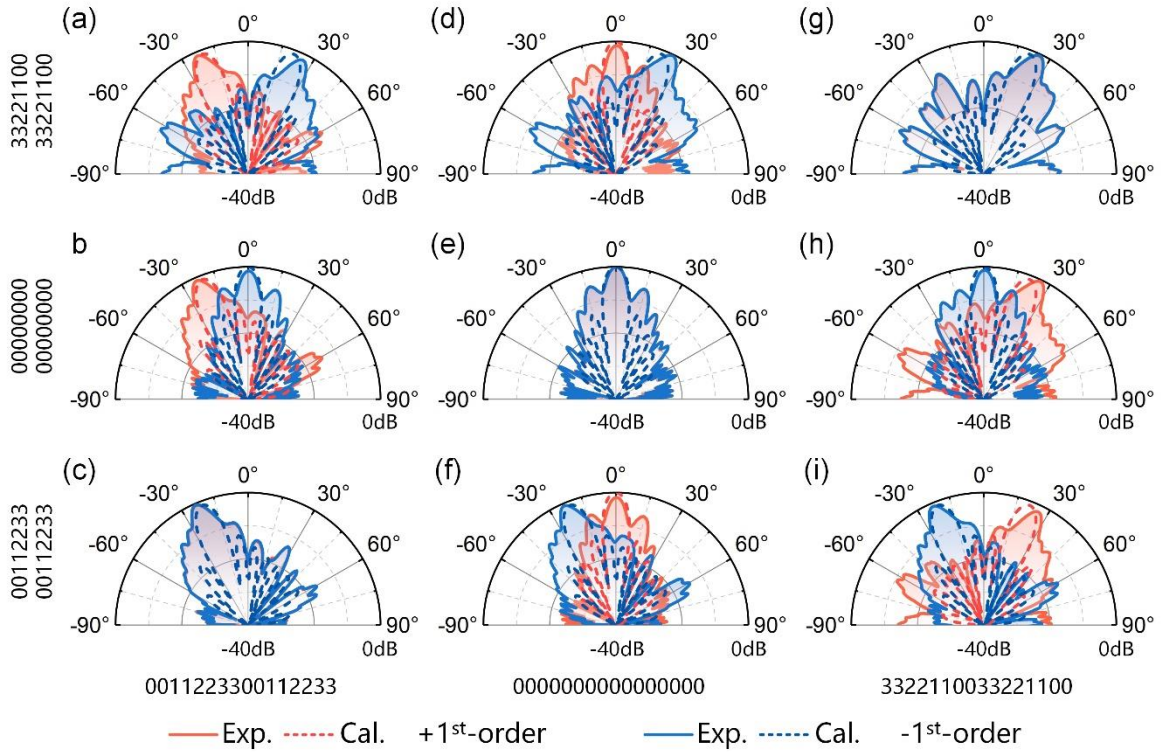 33221100
33221100
(a)
0°
-30° 30°
-60° 60°
-90° 90°
-40dB 0dB
(d)
0°
-30° 30°
-60° 60°
-90° 90°
-40dB 0dB
(g)
0°
-30° 30°
-60° 60°
-90° 90°
-40dB 0dB
00000000
00000000
b
0°
-30° 30°
-60° 60°
-90° 90°
-40dB 0dB
(e)
0°
-30° 30°
-60° 60°
-90° 90°
-40dB 0dB
(h)
0°
-30° 30°
-60° 60°
-90° 90°
-40dB 0dB
00112233
00112233
(c)
0°
-30° 30°
-60° 60°
-90° 90°
-40dB 0dB
(f)
0°
-30° 30°
-60° 60°
-90° 90°
-40dB 0dB
(i)
0°
-30° 30°
-60° 60°
-90° 90°
-40dB 0dB
0011223300112233
0000000000000000
3322110033221100
Exp. Cal. +1st-order Exp. Cal. -1st-order